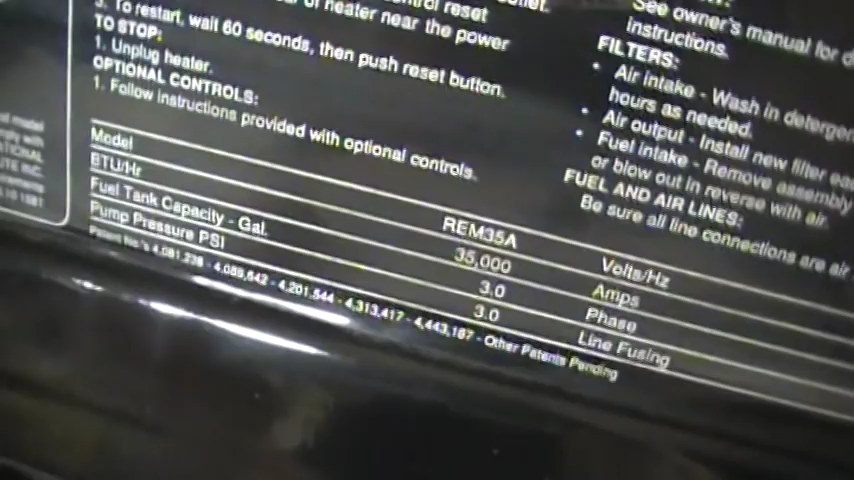 control reset
of heater near the power
3. To restart, wait 60 seconds, then push reset button.
TO STOP:
1. Unplug heater.
OPTIONAL CONTROLS:
1. Follow instructions provided with optional controls.
See owner's manual for
instructions.
FILTERS:
• Air intake - Wash in detergent
hours as needed.
• Air output - Install new filter
• Fuel intake - Remove assembly
or blow out in reverse with air.
FUEL AND AIR LINES:
Be sure all line connections are air
Model REM35A Volts/Hz
BTU/Hr 35,000 Amps
Fuel Tank Capacity - Gal. 3.0 Phase
Pump Pressure PSI 3.0 Line Fusing
Patent No.'s 4,081,238 - 4,089,642 - 4,201,544 - 4,313,417 - 4,443,187 - Other Patents Pending